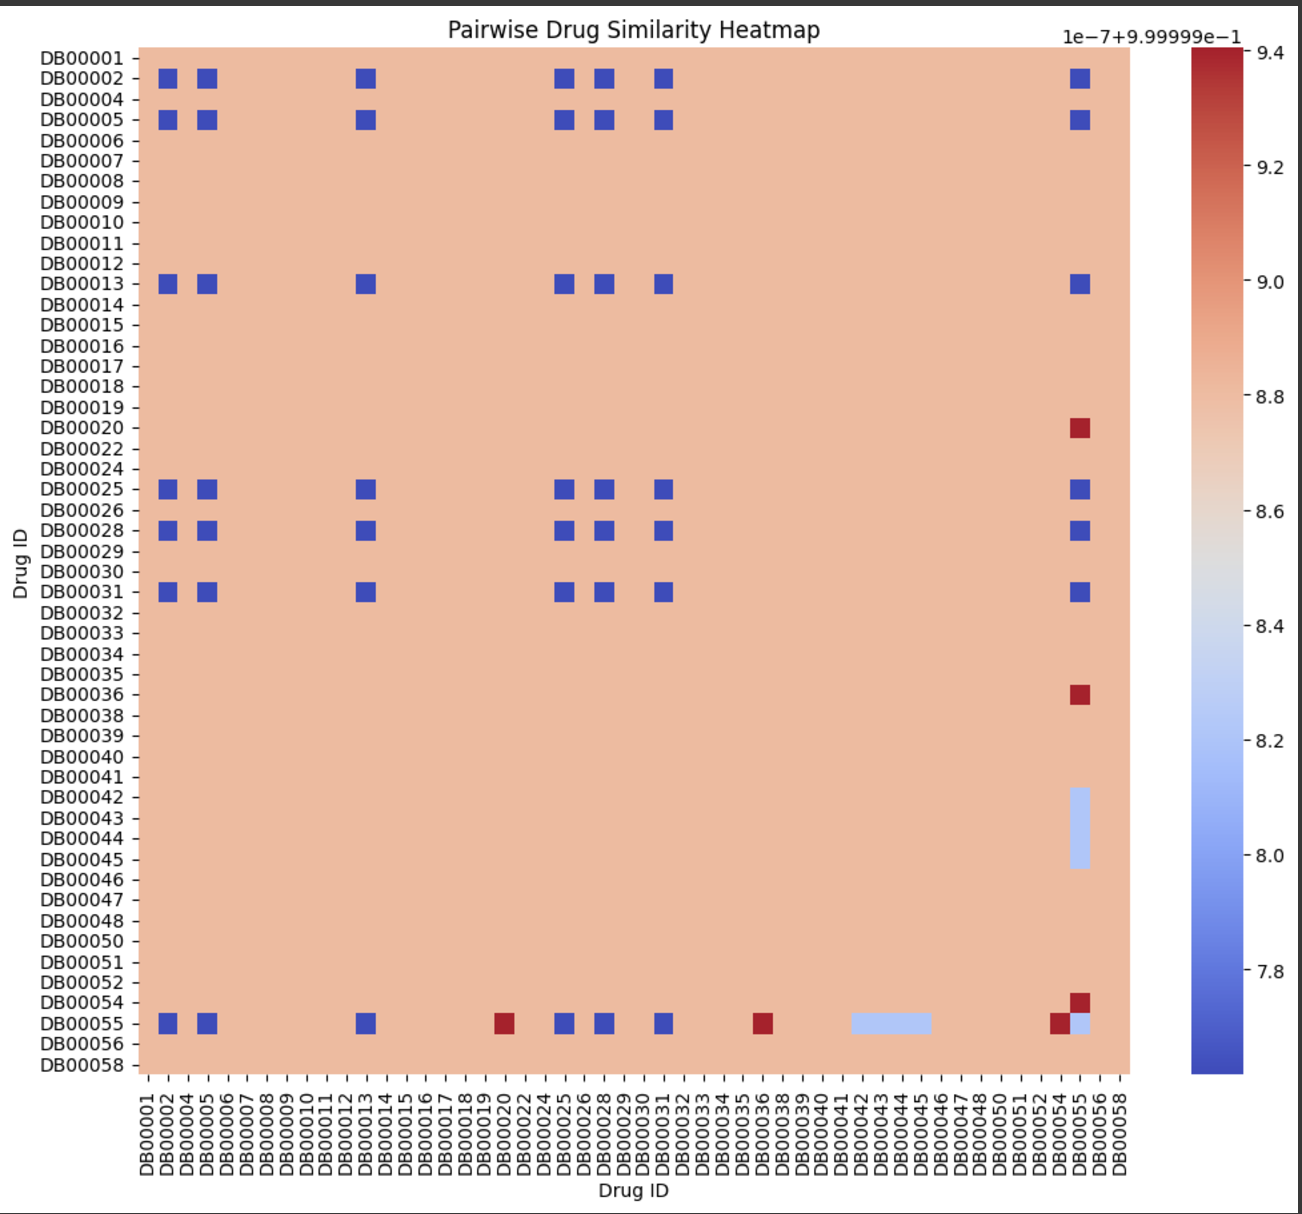 Pairwise Drug Similarity Heatmap
1e−7+9.99999e−1
DB00001
DB00002
DB00004
DB00005
DB00006
DB00007
DB00008
DB00009
DB00010
DB00011
DB00012
DB00013
DB00014
DB00015
DB00016
DB00017
DB00018
DB00019
DB00020
DB00022
DB00024
DB00025
DB00026
DB00028
DB00029
DB00030
DB00031
DB00032
DB00033
DB00034
DB00035
DB00036
DB00038
DB00039
DB00040
DB00041
DB00042
DB00043
DB00044
DB00045
DB00046
DB00047
DB00048
DB00050
DB00051
DB00052
DB00054
DB00055
DB00056
DB00058
Drug ID
9.4
9.2
9.0
8.8
8.6
8.4
8.2
8.0
7.8
DB00001
DB00002
DB00004
DB00005
DB00006
DB00007
DB00008
DB00009
DB00010
DB00011
DB00012
DB00013
DB00014
DB00015
DB00016
DB00017
DB00018
DB00019
DB00020
DB00022
DB00024
DB00025
DB00026
DB00028
DB00029
DB00030
DB00031
DB00032
DB00033
DB00034
DB00035
DB00036
DB00038
DB00039
DB00040
DB00041
DB00042
DB00043
DB00044
DB00045
DB00046
DB00047
DB00048
DB00050
DB00051
DB00052
DB00054
DB00055
DB00056
DB00058
Drug ID